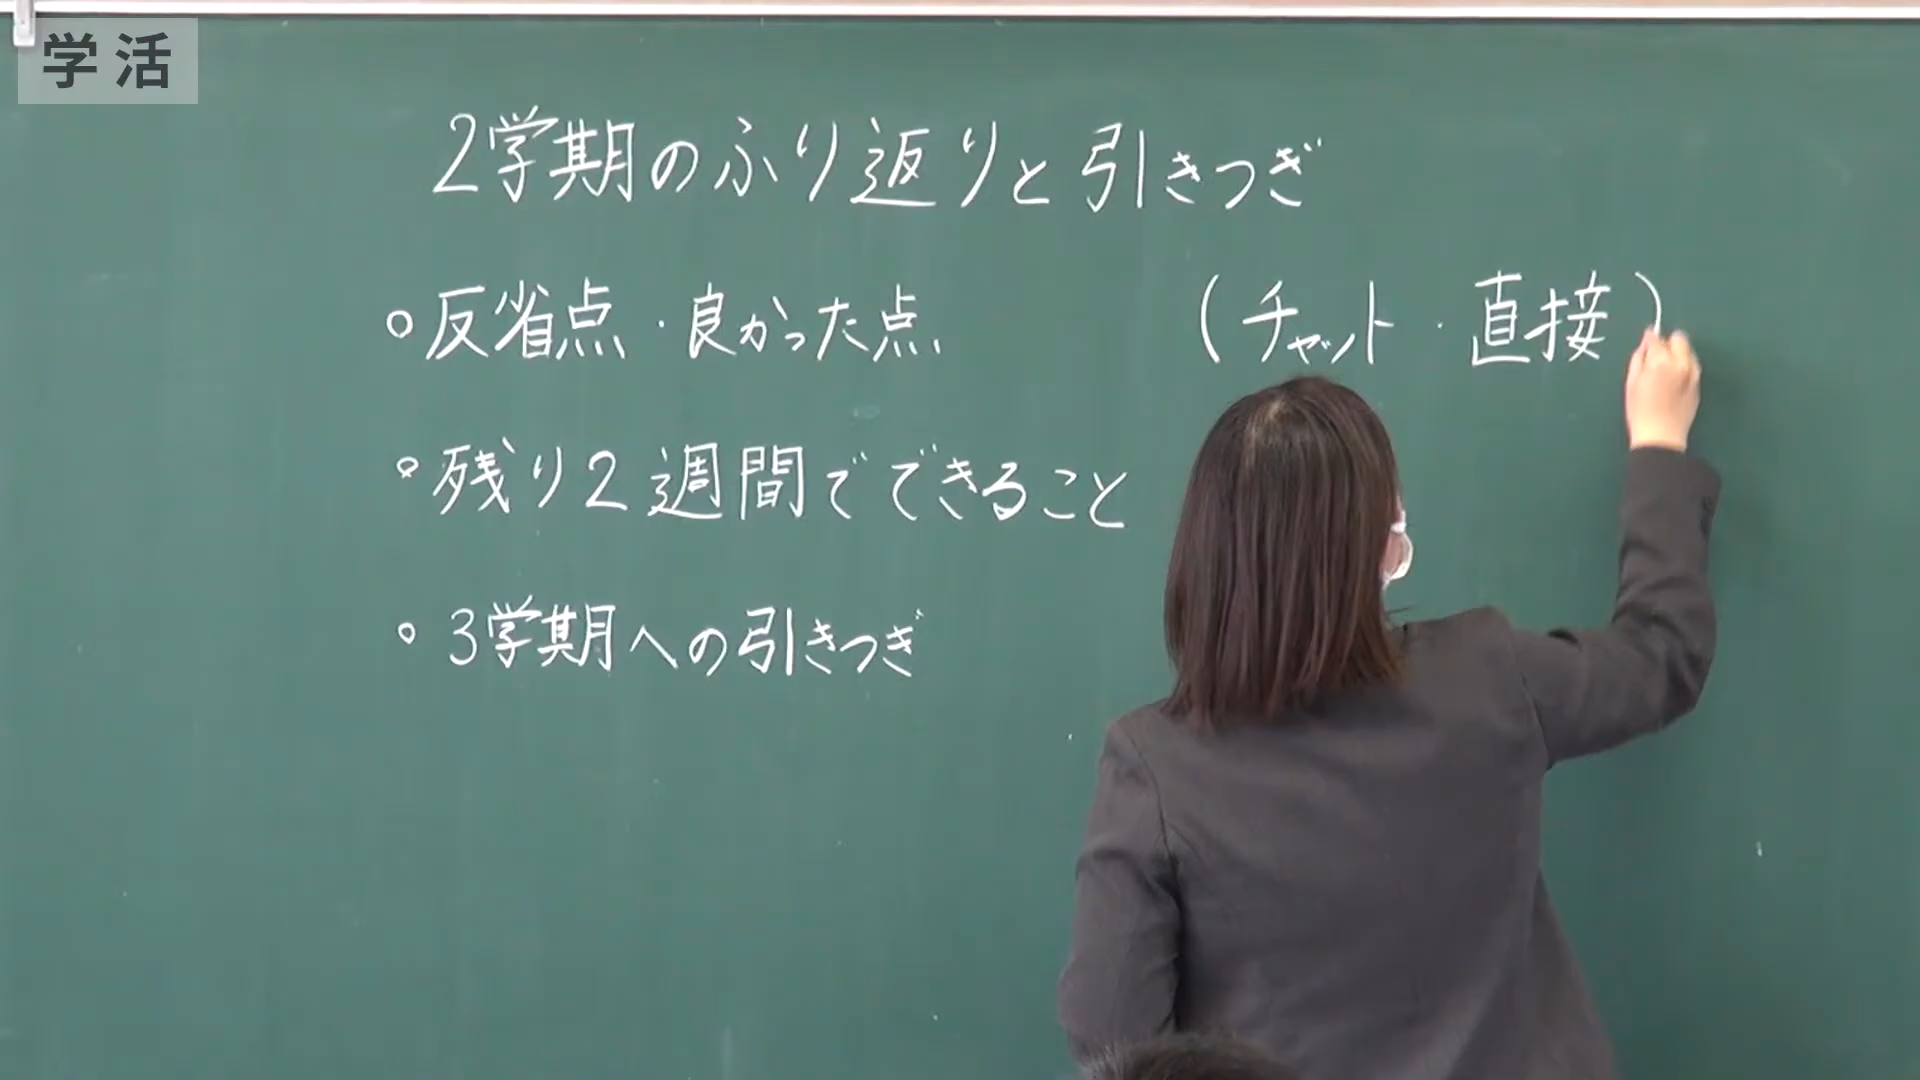 学活
2学期のふり返りと引きつぎ
○反省点・良かった点 (チャット・直接)
○残り2週間でできること
○3学期への引きつぎ